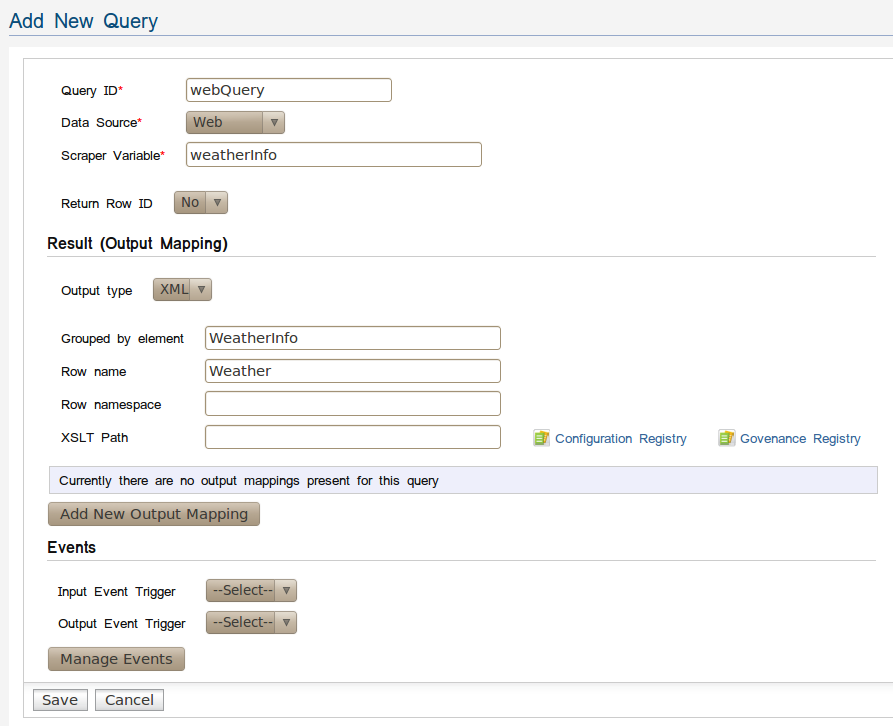 Add New Query
Query ID* webQuery
Data Source* Web
Scraper Variable* weatherInfo
Return Row ID No
Result (Output Mapping)
Output type XML
Grouped by element WeatherInfo
Row name Weather
Row namespace
XSLT Path Configuration Registry Govenance Registry
Currently there are no output mappings present for this query
Add New Output Mapping
Events
Input Event Trigger --Select--
Output Event Trigger --Select--
Manage Events
Save Cancel